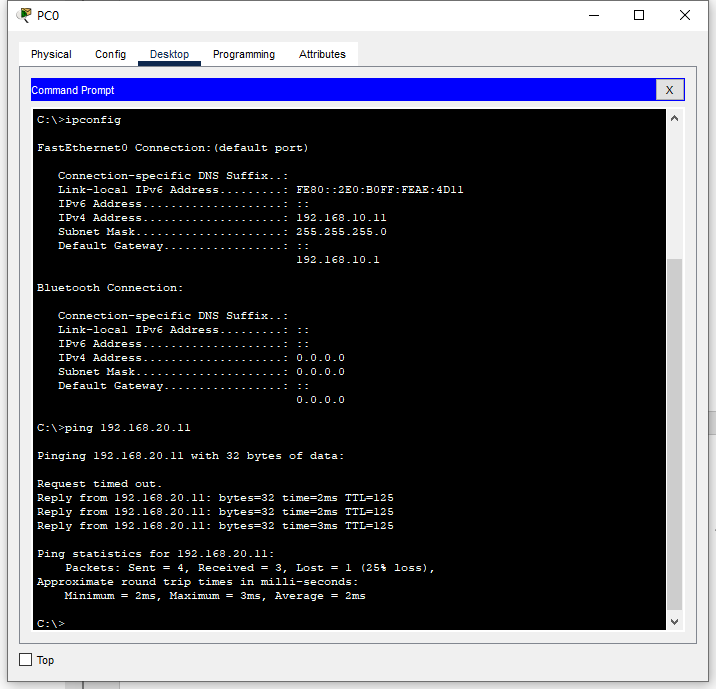 PC0
Physical Config Desktop Programming Attributes
Command Prompt X
C:\>ipconfig
FastEthernet0 Connection:(default port)
Connection-specific DNS Suffix..:
Link-local IPv6 Address.........: FE80::2E0:B0FF:FEAE:4D11
IPv6 Address....................: ::
IPv4 Address....................: 192.168.10.11
Subnet Mask.....................: 255.255.255.0
Default Gateway.................: ::
192.168.10.1
Bluetooth Connection:
Connection-specific DNS Suffix..:
Link-local IPv6 Address.........: ::
IPv6 Address....................: ::
IPv4 Address....................: 0.0.0.0
Subnet Mask.....................: 0.0.0.0
Default Gateway.................: ::
0.0.0.0
C:\>ping 192.168.20.11
Pinging 192.168.20.11 with 32 bytes of data:
Request timed out.
Reply from 192.168.20.11: bytes=32 time=2ms TTL=125
Reply from 192.168.20.11: bytes=32 time=2ms TTL=125
Reply from 192.168.20.11: bytes=32 time=3ms TTL=125
Ping statistics for 192.168.20.11:
Packets: Sent = 4, Received = 3, Lost = 1 (25% loss),
Approximate round trip times in milli-seconds:
Minimum = 2ms, Maximum = 3ms, Average = 2ms
C:\>
Top